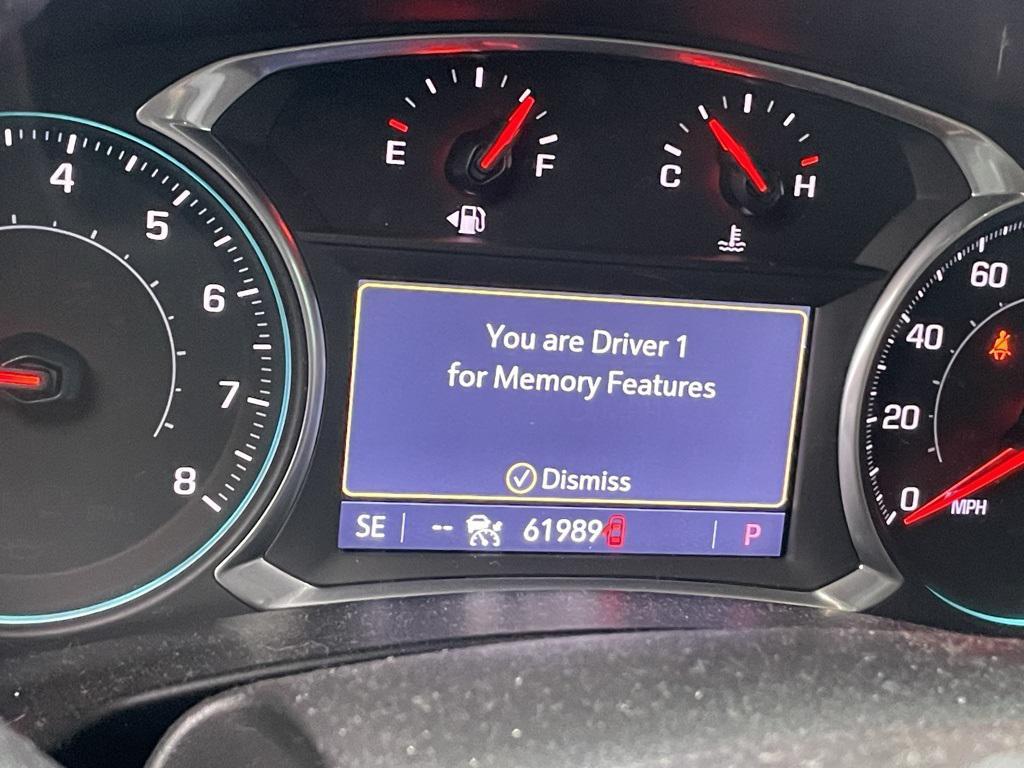 4
5
6
7
8
E
F
C
H
You are Driver 1
for Memory Features
Dismiss
SE -- 61989 P
60
40
20
0
MPH